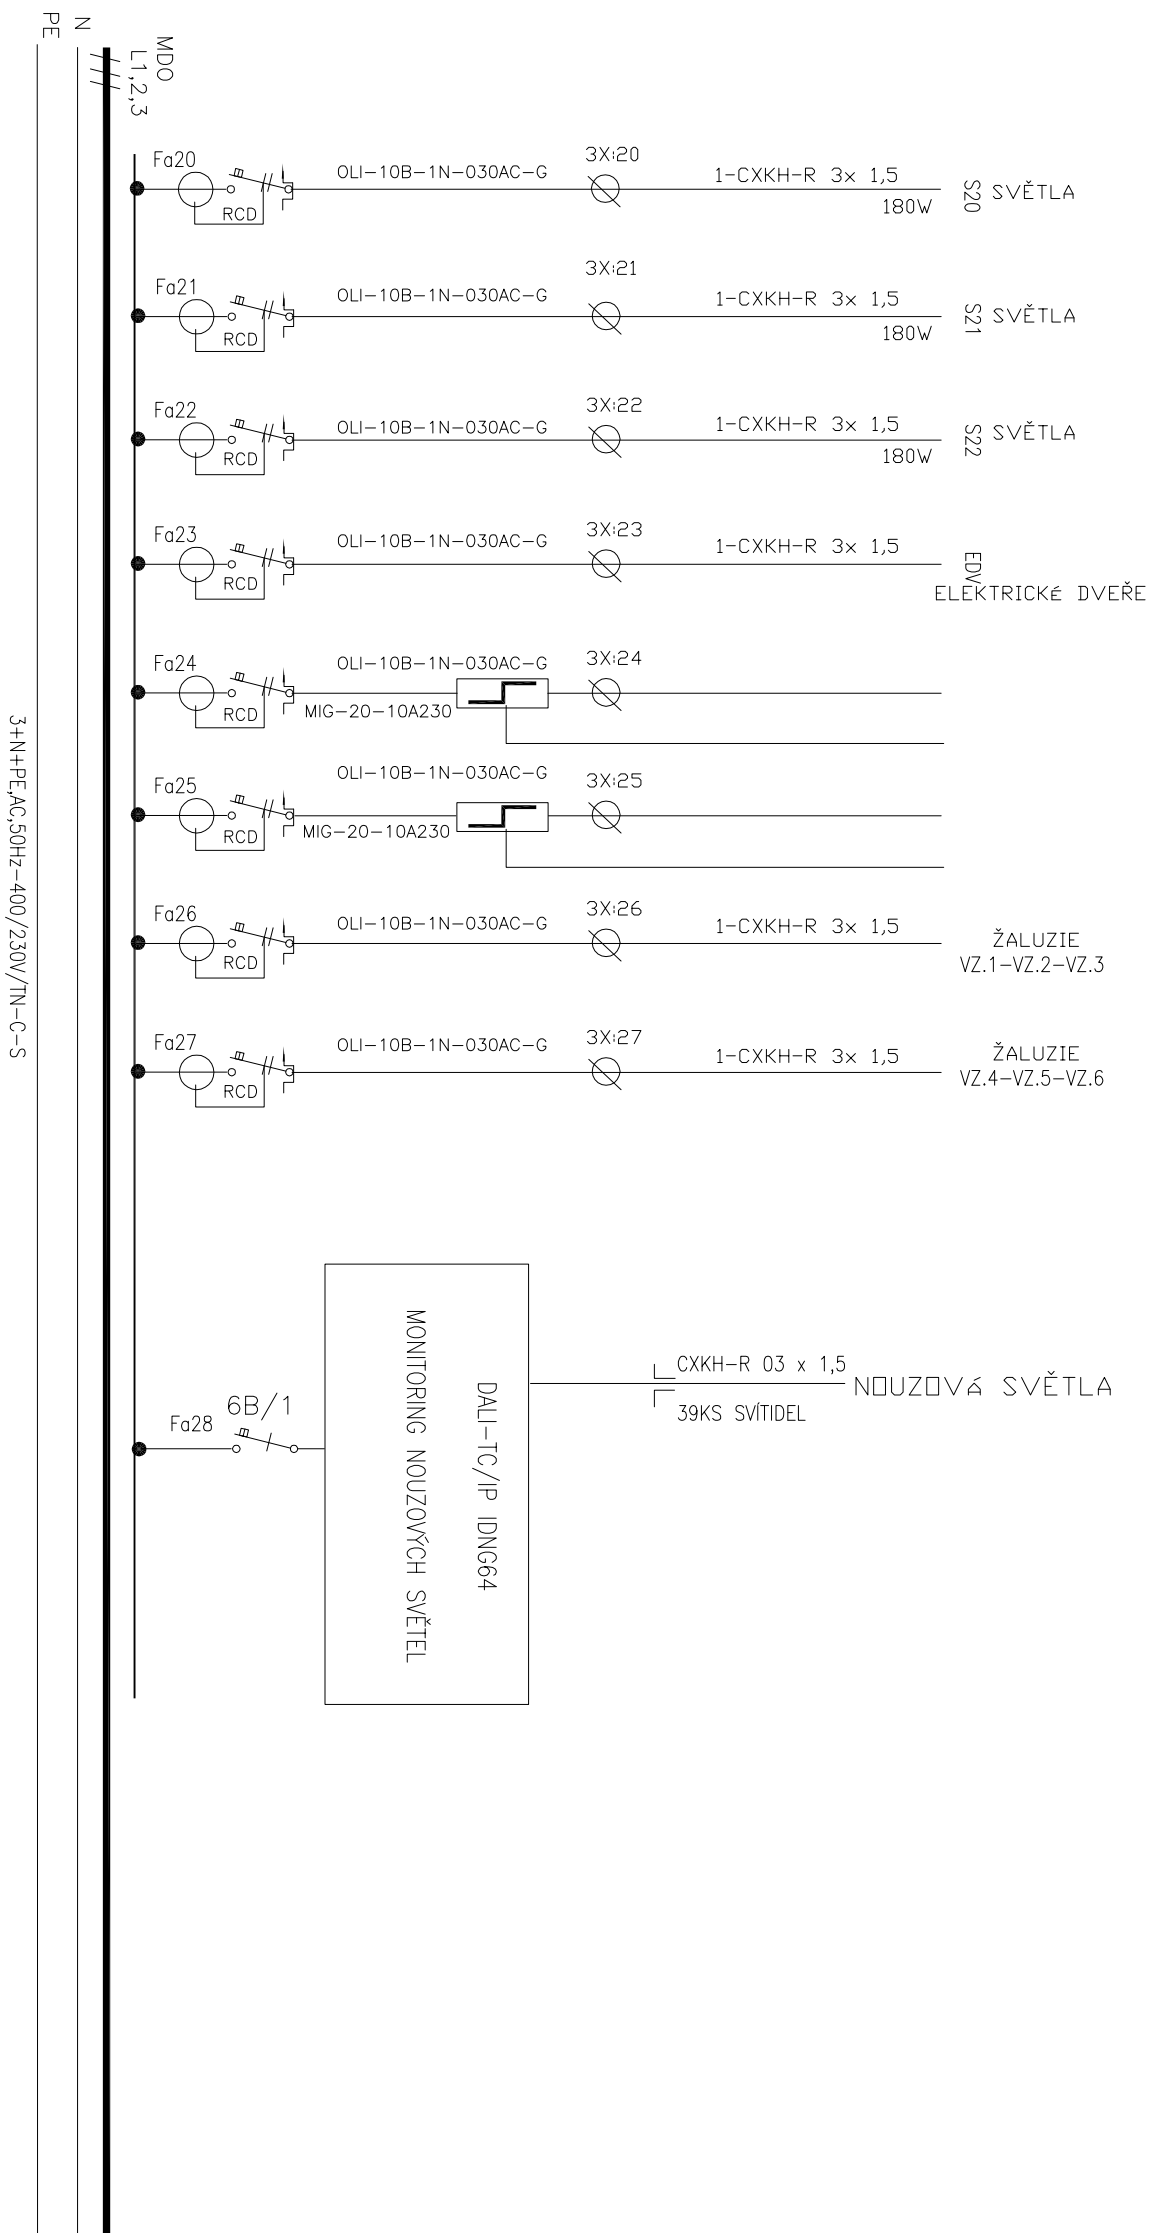 PE
N
MDO
L1,2,3
3+N+PE,AC,50Hz-400/230V/TN-C-S
Fa20
RCD
OLI-10B-1N-030AC-G
3X:20
1-CXKH-R 3x 1,5
180W
S20
SVĚTLA
Fa21
RCD
OLI-10B-1N-030AC-G
3X:21
1-CXKH-R 3x 1,5
180W
S21
SVĚTLA
Fa22
RCD
OLI-10B-1N-030AC-G
3X:22
1-CXKH-R 3x 1,5
180W
S22
SVĚTLA
Fa23
RCD
OLI-10B-1N-030AC-G
3X:23
1-CXKH-R 3x 1,5
EDV
ELEKTRICKé DVEŘE
Fa24
RCD
OLI-10B-1N-030AC-G
MIG-20-10A230
3X:24
Fa25
RCD
OLI-10B-1N-030AC-G
MIG-20-10A230
3X:25
Fa26
RCD
OLI-10B-1N-030AC-G
3X:26
1-CXKH-R 3x 1,5
ŽALUZIE
VZ.1-VZ.2-VZ.3
Fa27
RCD
OLI-10B-1N-030AC-G
3X:27
1-CXKH-R 3x 1,5
ŽALUZIE
VZ.4-VZ.5-VZ.6
Fa28
6B/1
DALI-TC/IP IDNG64
MONITORING NOUZOVÝCH SVĚTEL
CXKH-R 03 x 1,5
39KS SVÍTIDEL
NOUZOVá SVĚTLA